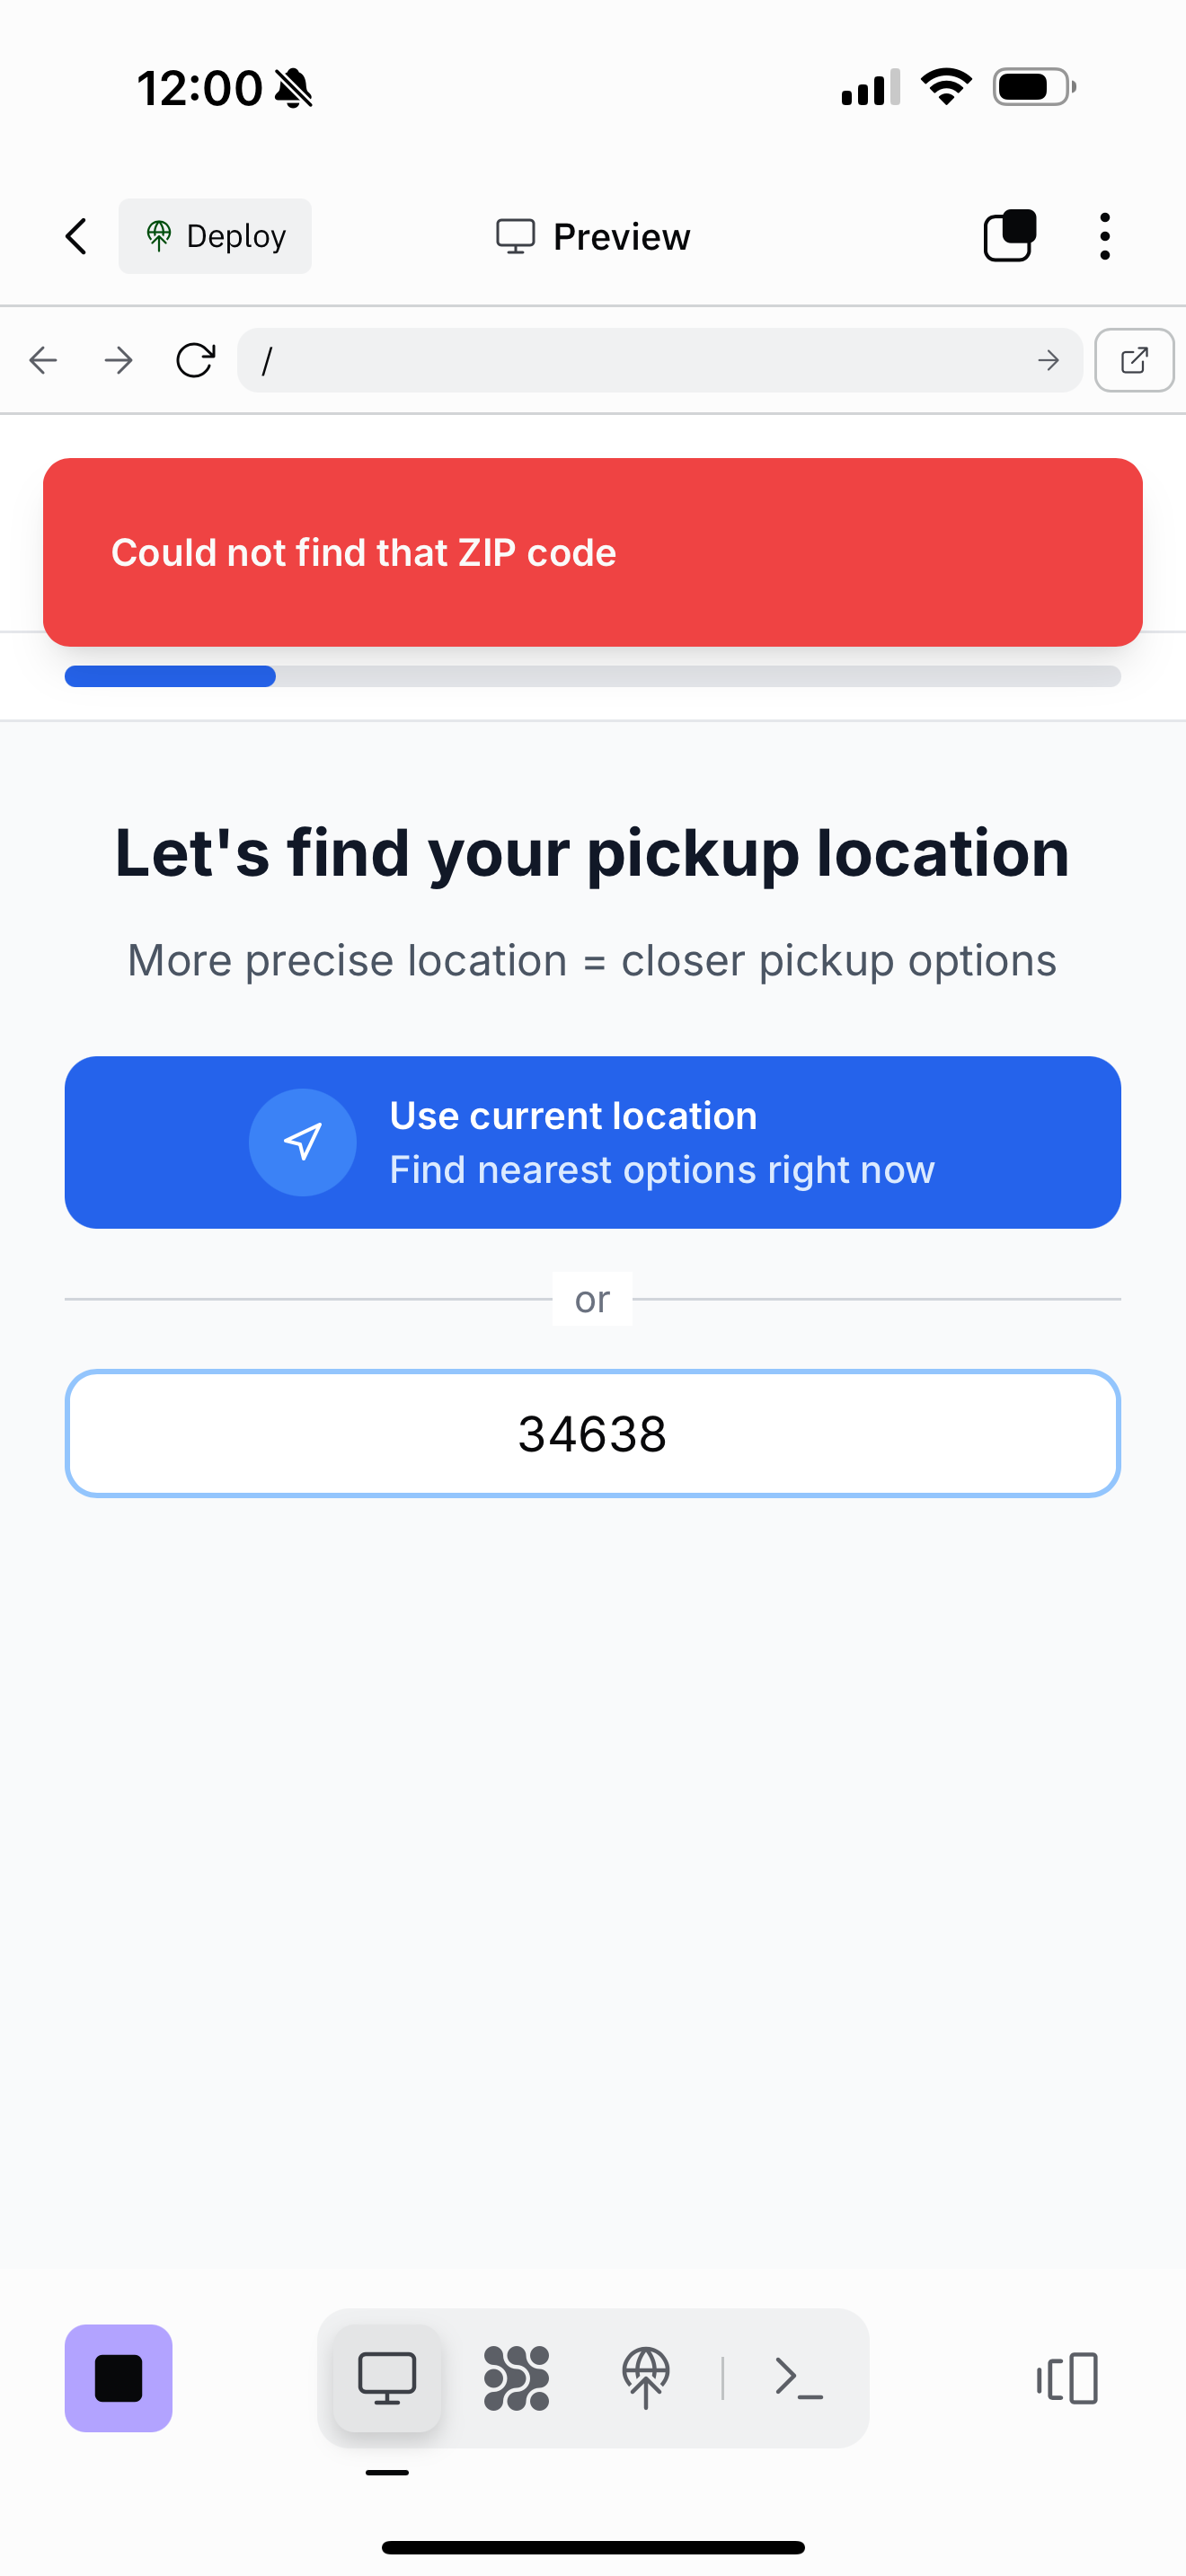 12:00
Deploy
Preview
/
Could not find that ZIP code
Let's find your pickup location
More precise location = closer pickup options
Use current location
Find nearest options right now
or
34638